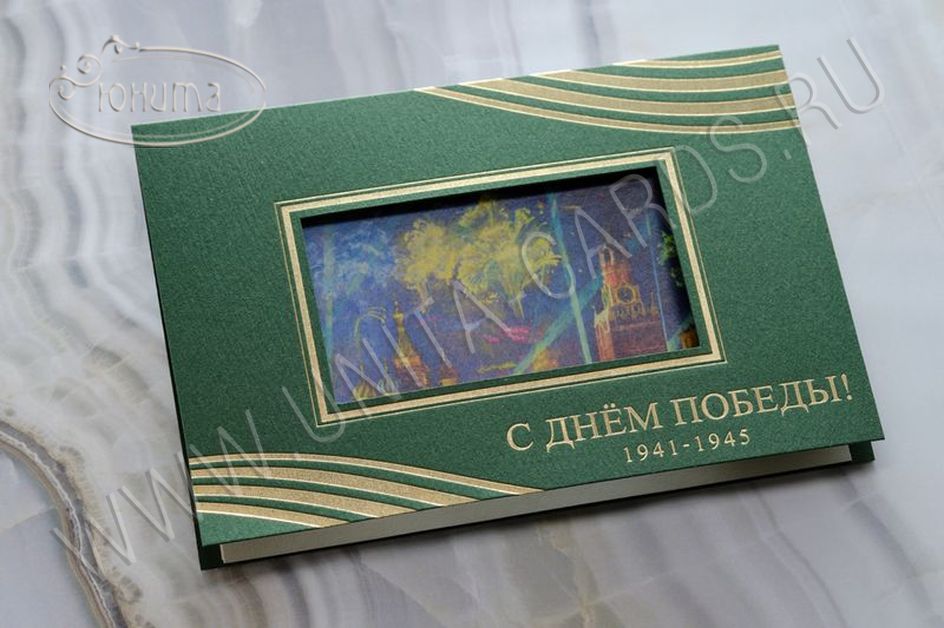 юнита
WWW.UNITA-CARDS.RU
С ДНЁМ ПОБЕДЫ!
1941-1945